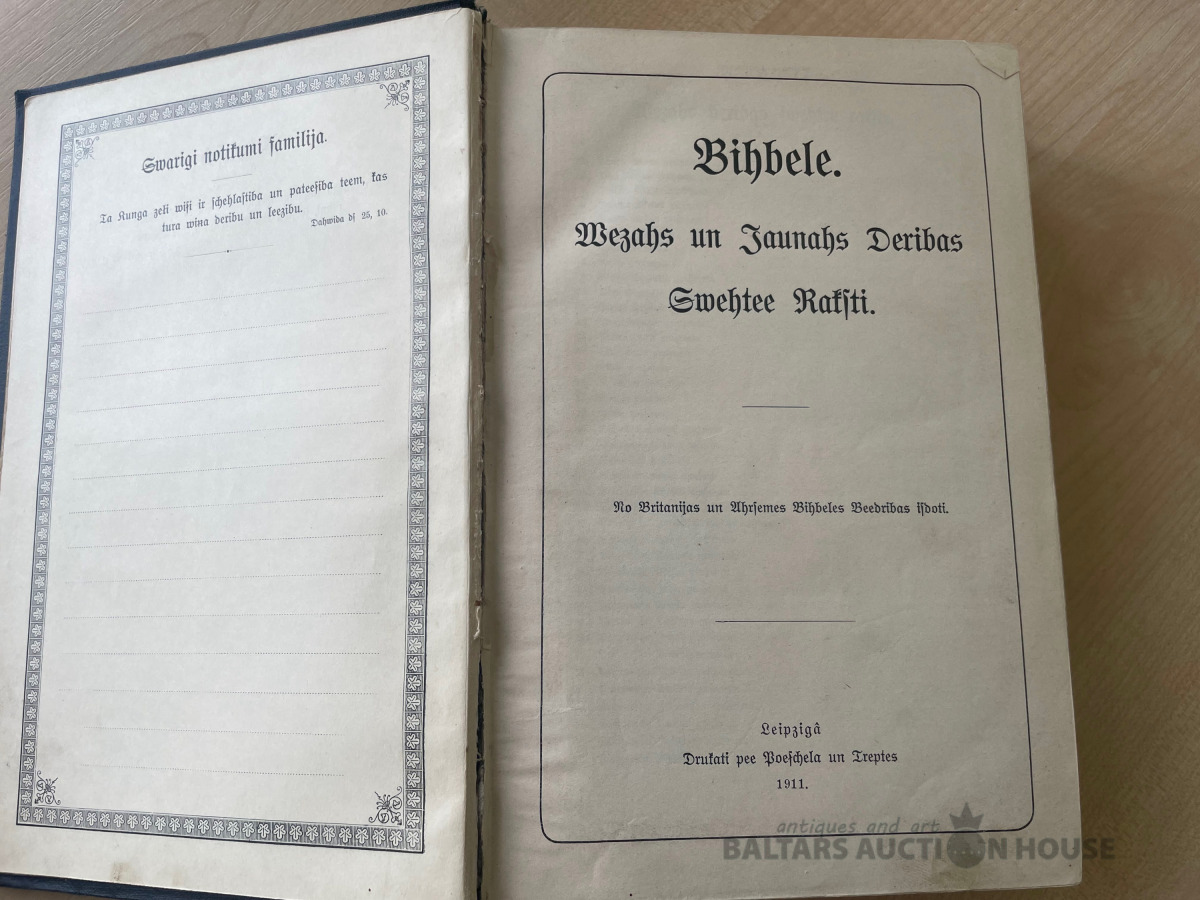 Swarigi notikumi familija.
Ta Kunga zeļi wiſi ir ſchehlaſtiba un pateeſiba teem, kas
tura wiņa deribu un leezibu.
Dahwida dſ 25, 10.
Bihbele.
Wezahs un Jaunahs Deribas
Swehtee Rakſti.
No Britanijas un Ahrſemes Bihbeles Beedribas iſdoti.
Leipzigâ
Drukati pee Poeſchela un Treptes
1911.
antiques and art
BALTARS AUCTION HOUSE